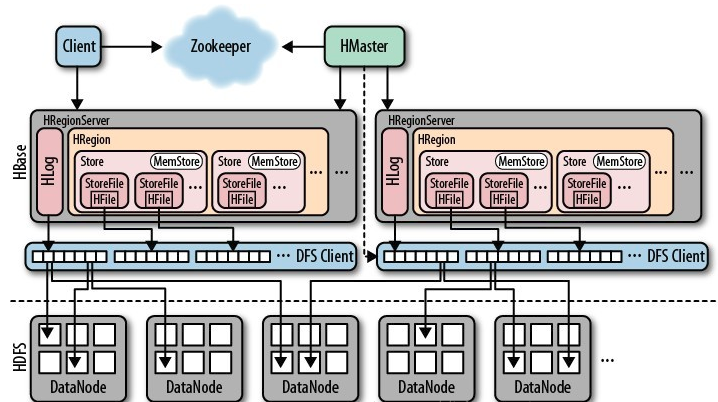 Client
Zookeeper
HMaster
HBase
HRegionServer
HLog
HRegion
Store
MemStore
StoreFile
HFile
StoreFile
HFile
...
Store
MemStore
StoreFile
HFile
...
...
...
HRegionServer
HLog
HRegion
Store
MemStore
StoreFile
HFile
StoreFile
HFile
...
Store
MemStore
StoreFile
HFile
...
...
...
... DFS Client
... DFS Client
HDFS
DataNode
DataNode
DataNode
DataNode
DataNode
...